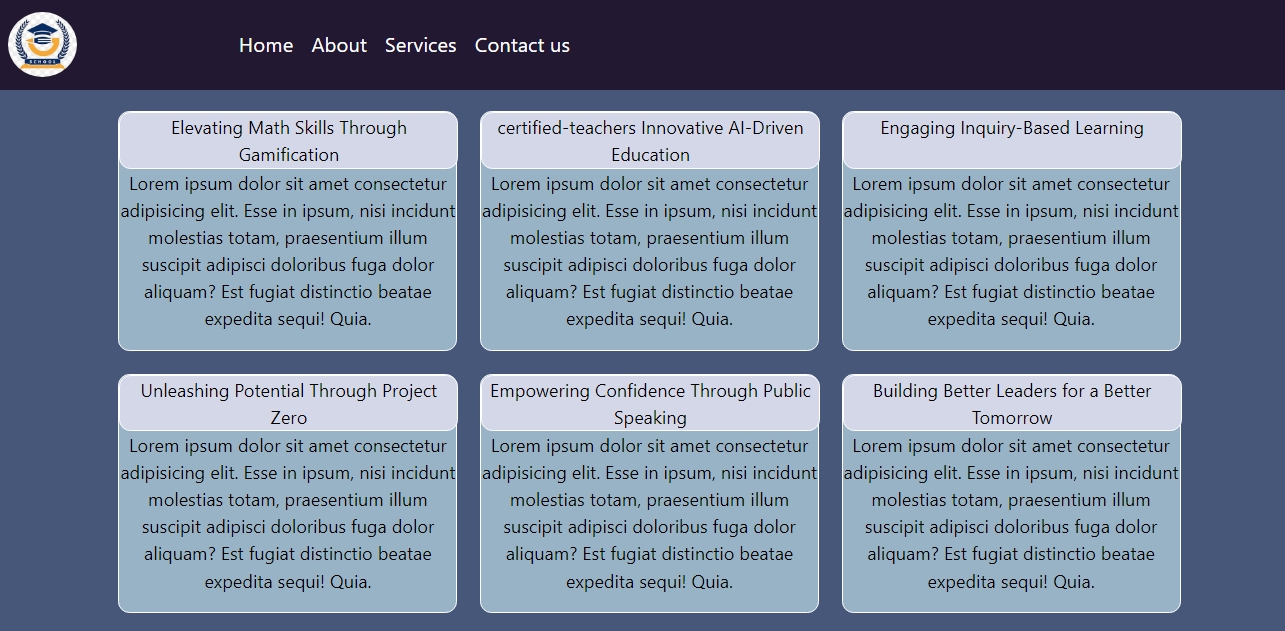 SCHOOL
Home About Services Contact us
Elevating Math Skills Through
Gamification
Lorem ipsum dolor sit amet consectetur
adipisicing elit. Esse in ipsum, nisi incidunt
molestias totam, praesentium illum
suscipit adipisci doloribus fuga dolor
aliquam? Est fugiat distinctio beatae
expedita sequi! Quia.
certified-teachers Innovative AI-Driven
Education
Lorem ipsum dolor sit amet consectetur
adipisicing elit. Esse in ipsum, nisi incidunt
molestias totam, praesentium illum
suscipit adipisci doloribus fuga dolor
aliquam? Est fugiat distinctio beatae
expedita sequi! Quia.
Engaging Inquiry-Based Learning
Lorem ipsum dolor sit amet consectetur
adipisicing elit. Esse in ipsum, nisi incidunt
molestias totam, praesentium illum
suscipit adipisci doloribus fuga dolor
aliquam? Est fugiat distinctio beatae
expedita sequi! Quia.
Unleashing Potential Through Project
Zero
Lorem ipsum dolor sit amet consectetur
adipisicing elit. Esse in ipsum, nisi incidunt
molestias totam, praesentium illum
suscipit adipisci doloribus fuga dolor
aliquam? Est fugiat distinctio beatae
expedita sequi! Quia.
Empowering Confidence Through Public
Speaking
Lorem ipsum dolor sit amet consectetur
adipisicing elit. Esse in ipsum, nisi incidunt
molestias totam, praesentium illum
suscipit adipisci doloribus fuga dolor
aliquam? Est fugiat distinctio beatae
expedita sequi! Quia.
Building Better Leaders for a Better
Tomorrow
Lorem ipsum dolor sit amet consectetur
adipisicing elit. Esse in ipsum, nisi incidunt
molestias totam, praesentium illum
suscipit adipisci doloribus fuga dolor
aliquam? Est fugiat distinctio beatae
expedita sequi! Quia.